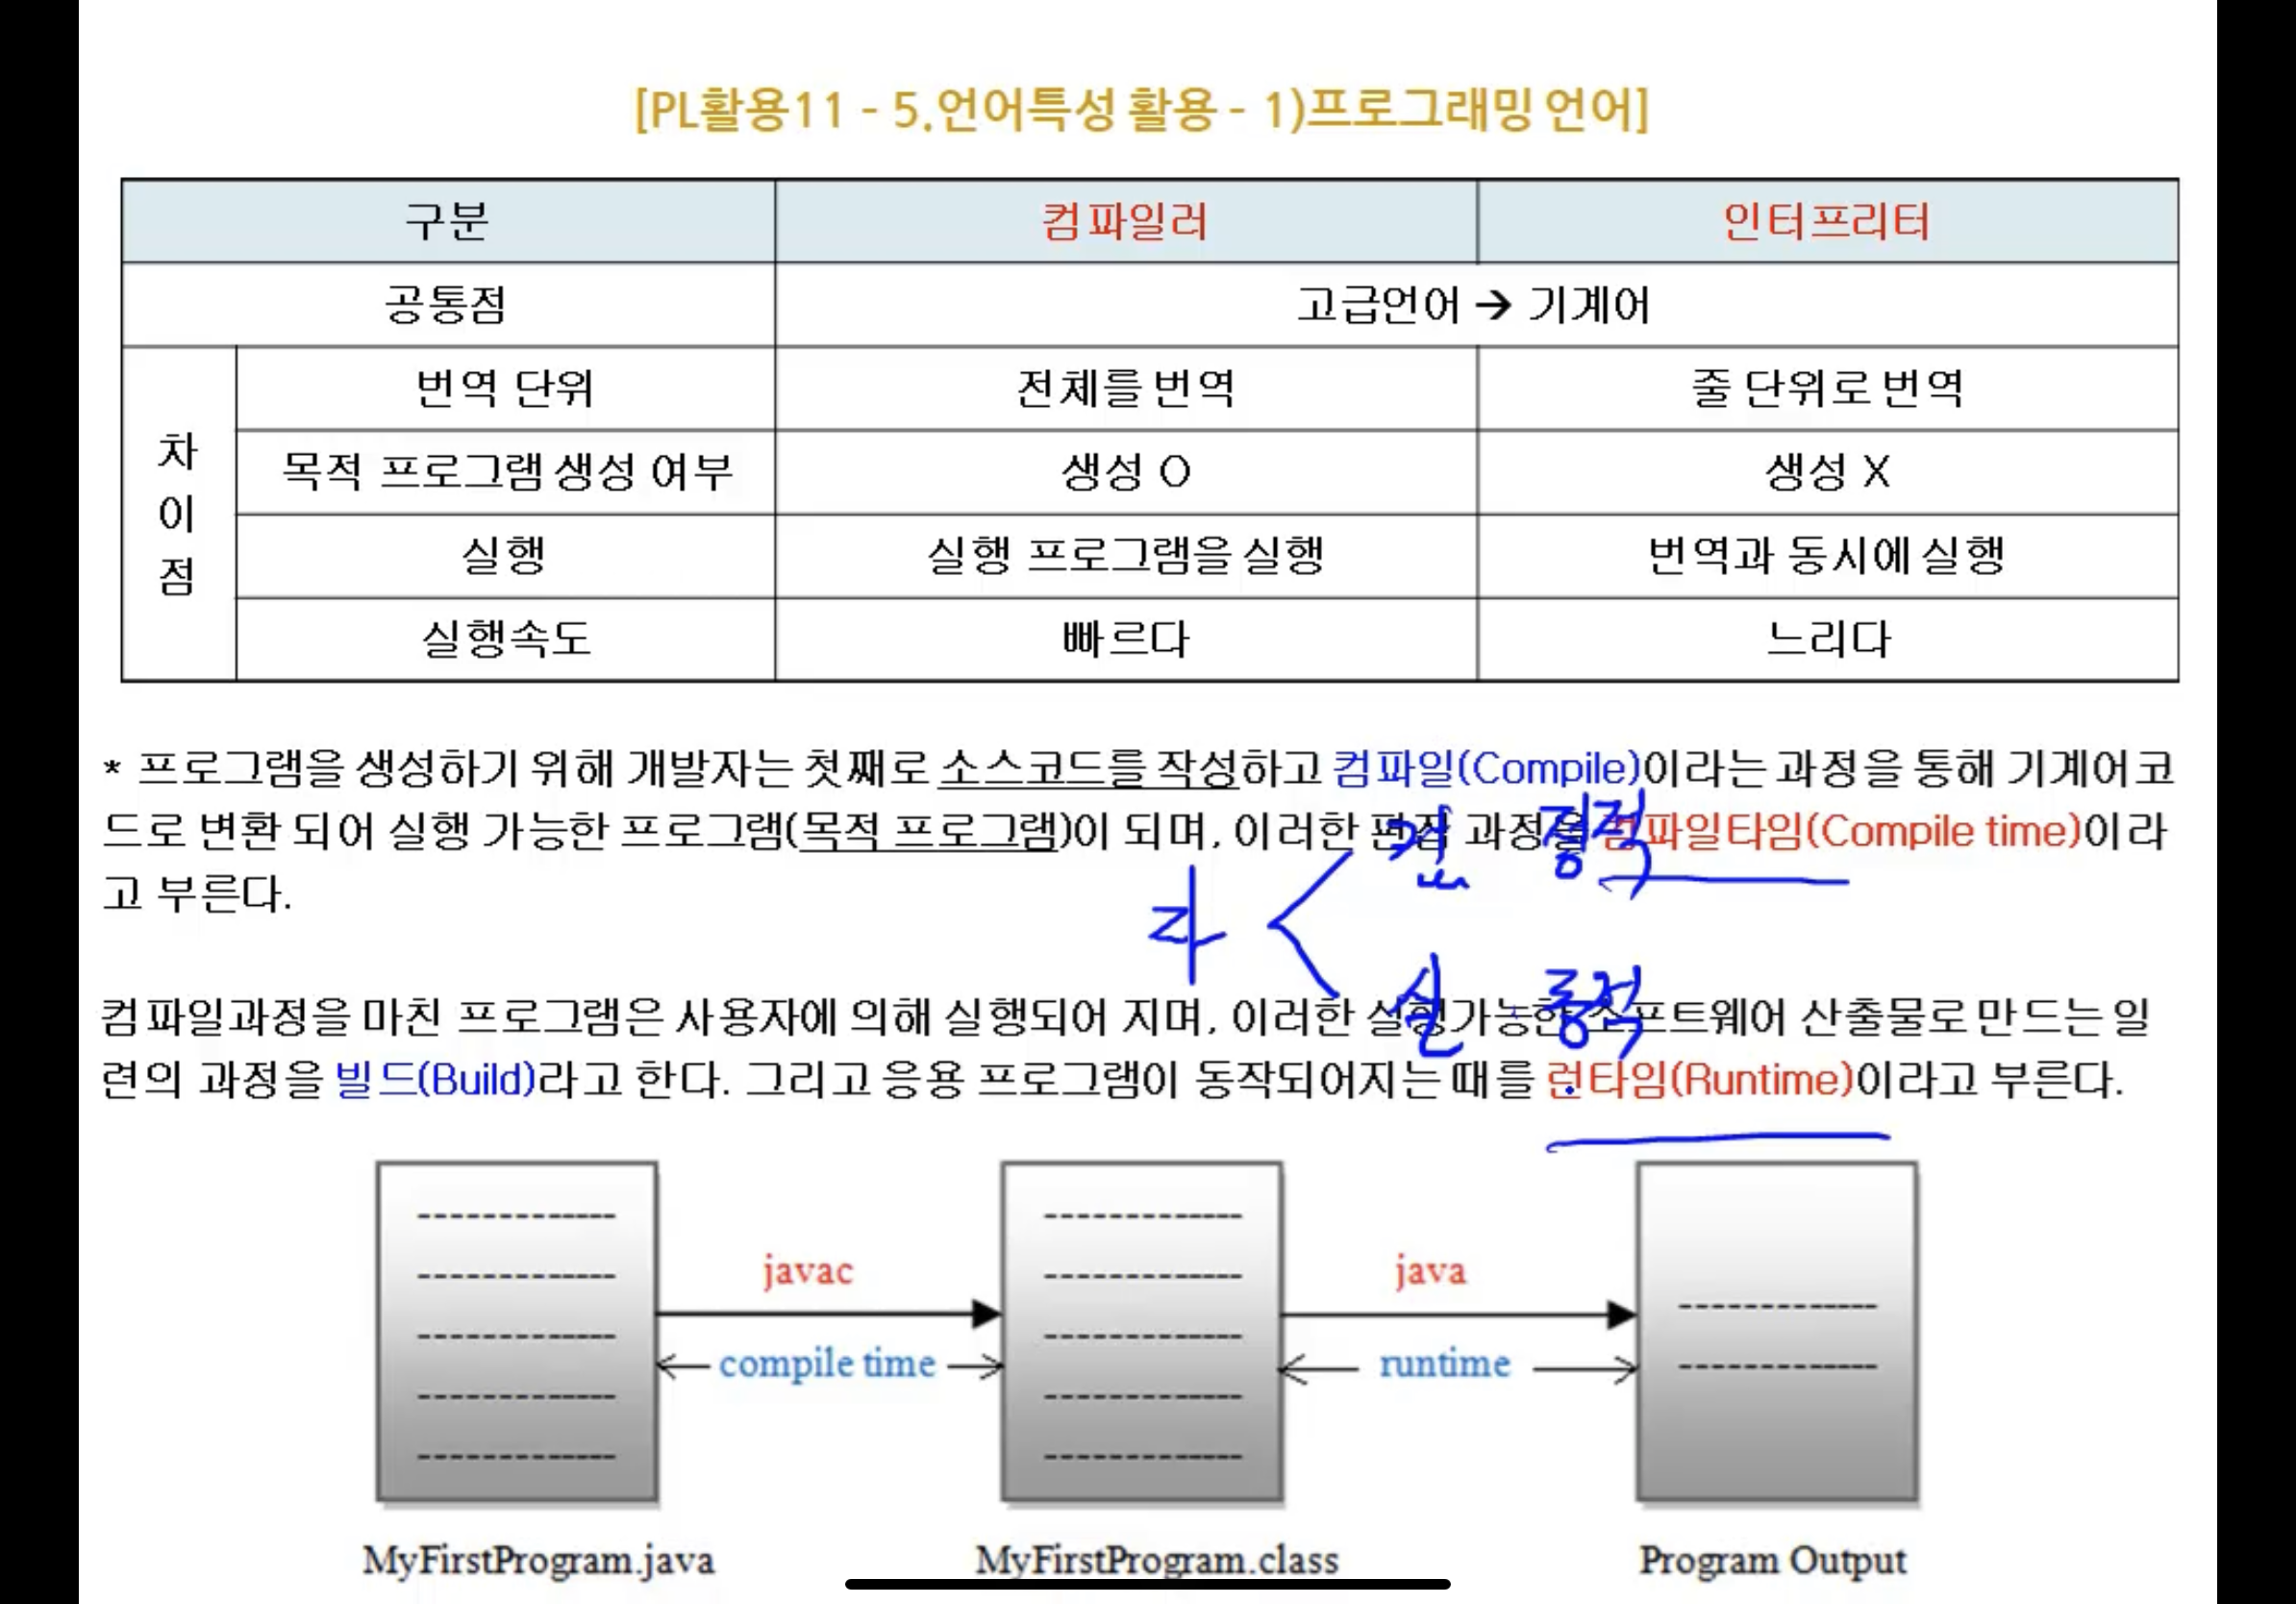 [PL활용11 - 5.언어특성 활용 - 1)프로그래밍 언어]
구분 컴파일러 인터프리터
공통점 고급언어 → 기계어
차이점
번역 단위 전체를 번역 줄 단위로 번역
목적 프로그램 생성 여부 생성 O 생성 X
실행 실행 프로그램을 실행 번역과 동시에 실행
실행속도 빠르다 느리다
* 프로그램을 생성하기 위해 개발자는 첫째로 소스코드를 작성하고 컴파일(Compile)이라는 과정을 통해 기계어 코
드로 변환 되어 실행 가능한 프로그램(목적 프로그램)이 되며, 이러한 편집 과정을 컴파일타임(Compile time)이라
고 부른다.
컴 정적
실 동적
컴파일과정을 마친 프로그램은 사용자에 의해 실행되어 지며, 이러한 실행가능한 소프트웨어 산출물로 만드는 일
련의 과정을 빌드(Build)라고 한다. 그리고 응용 프로그램이 동작되어지는 때를 런타임(Runtime)이라고 부른다.
javac java
compile time runtime
MyFirstProgram.java MyFirstProgram.class Program Output